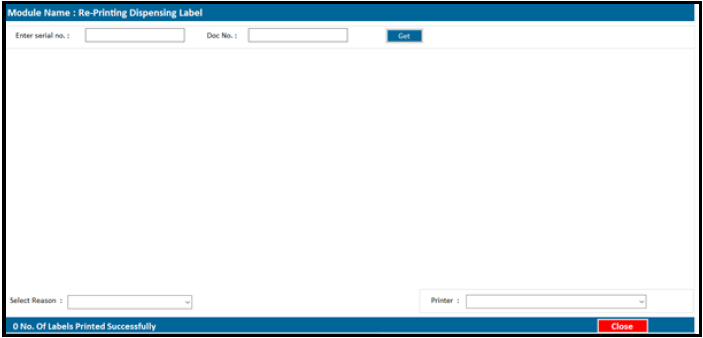 Module Name : Re-Printing Dispensing Label
Enter serial no. : Doc No. : Get
Select Reason : Printer :
0 No. Of Labels Printed Successfully Close